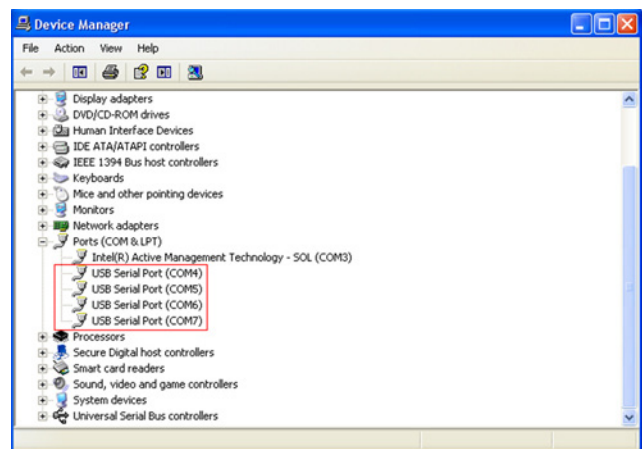 Device Manager
File Action View Help
Display adapters
DVD/CD-ROM drives
Human Interface Devices
IDE ATA/ATAPI controllers
IEEE 1394 Bus host controllers
Keyboards
Mice and other pointing devices
Monitors
Network adapters
Ports (COM & LPT)
Intel(R) Active Management Technology - SOL (COM3)
USB Serial Port (COM4)
USB Serial Port (COM5)
USB Serial Port (COM6)
USB Serial Port (COM7)
Processors
Secure Digital host controllers
Smart card readers
Sound, video and game controllers
System devices
Universal Serial Bus controllers